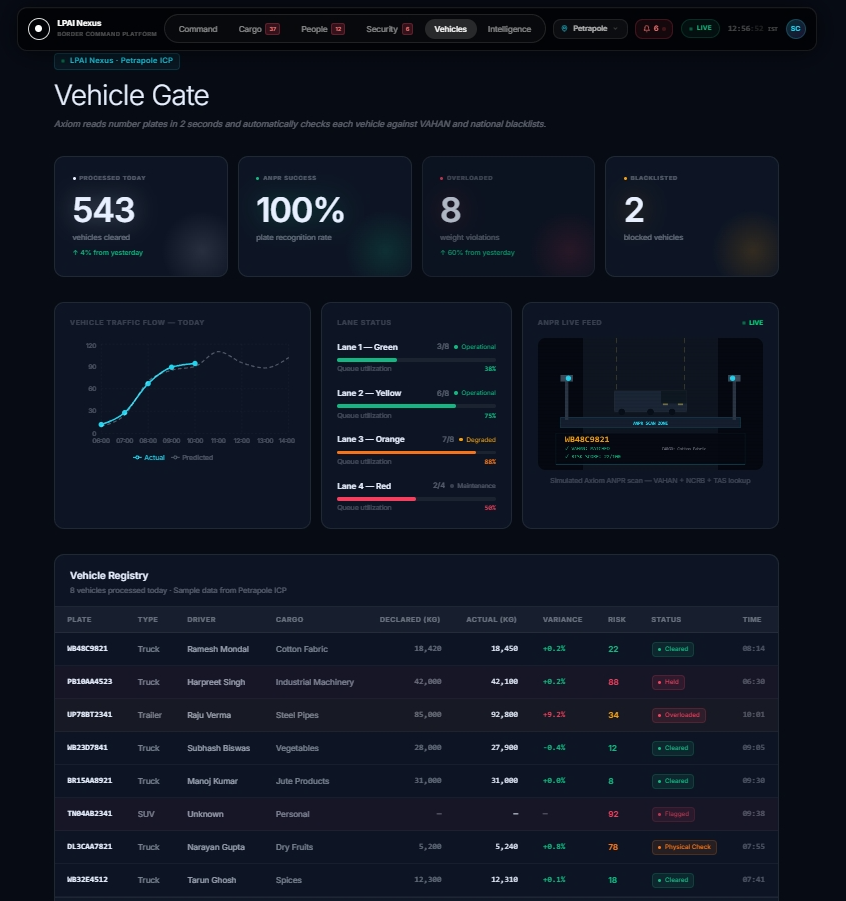 LPAI Nexus
BORDER COMMAND PLATFORM
Command
Cargo 37
People 12
Security 6
Vehicles
Intelligence
Petrapole
6
LIVE
12:56:53 IST
SC
LPAI Nexus · Petrapole ICP
Vehicle Gate
Axiom reads number plates in 2 seconds and automatically checks each vehicle against VAHAN and national blacklists.
PROCESSED TODAY
543
vehicles cleared
↑ 4% from yesterday
ANPR SUCCESS
100%
plate recognition rate
OVERLOADED
8
weight violations
↑ 60% from yesterday
BLACKLISTED
2
blocked vehicles
VEHICLE TRAFFIC FLOW — TODAY
120
90
60
30
0
06:00 07:00 08:00 09:00 10:00 11:00 12:00 13:00 14:00
Actual Predicted
LANE STATUS
Lane 1 — Green 3/8 Operational
Queue utilization 38%
Lane 2 — Yellow 6/8 Operational
Queue utilization 75%
Lane 3 — Orange 7/8 Degraded
Queue utilization 88%
Lane 4 — Red 2/4 Maintenance
Queue utilization 50%
ANPR LIVE FEED LIVE
ANPR SCAN ZONE
WB48C9821
✓ VAHAN MATCHED CARGO: Cotton Fabric
✓ RISK SCORE: 22/100
Simulated Axiom ANPR scan — VAHAN + NCRB + TAS lookup
Vehicle Registry
8 vehicles processed today · Sample data from Petrapole ICP
PLATE TYPE DRIVER CARGO DECLARED (KG) ACTUAL (KG) VARIANCE RISK STATUS TIME
WB48C9821 Truck Ramesh Mondal Cotton Fabric 18,420 18,450 +0.2% 22 Cleared 08:14
PB10AA4523 Truck Harpreet Singh Industrial Machinery 42,000 42,100 +0.2% 88 Held 06:30
UP78BT2341 Trailer Raju Verma Steel Pipes 85,000 92,800 +9.2% 34 Overloaded 10:01
WB23D7841 Truck Subhash Biswas Vegetables 28,000 27,900 -0.4% 12 Cleared 09:05
BR15AA8921 Truck Manoj Kumar Jute Products 31,000 31,000 +0.0% 8 Cleared 09:30
TN04AB2341 SUV Unknown Personal — — — 92 Flagged 09:38
DL3CAA7821 Truck Narayan Gupta Dry Fruits 5,200 5,240 +0.8% 78 Physical Check 07:55
WB32E4512 Truck Tarun Ghosh Spices 12,300 12,310 +0.1% 18 Cleared 07:41